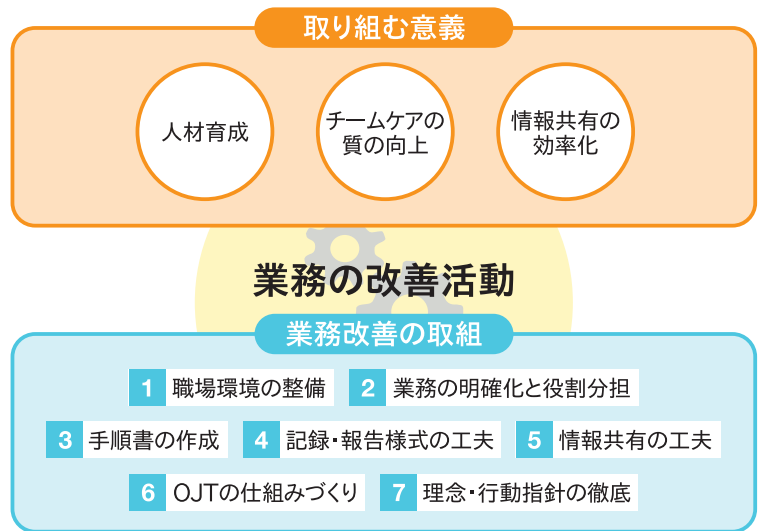 取り組む意義
人材育成
チームケアの
質の向上
情報共有の
効率化
業務の改善活動
業務改善の取組
1 職場環境の整備 2 業務の明確化と役割分担
3 手順書の作成 4 記録・報告様式の工夫 5 情報共有の工夫
6 OJTの仕組みづくり 7 理念・行動指針の徹底